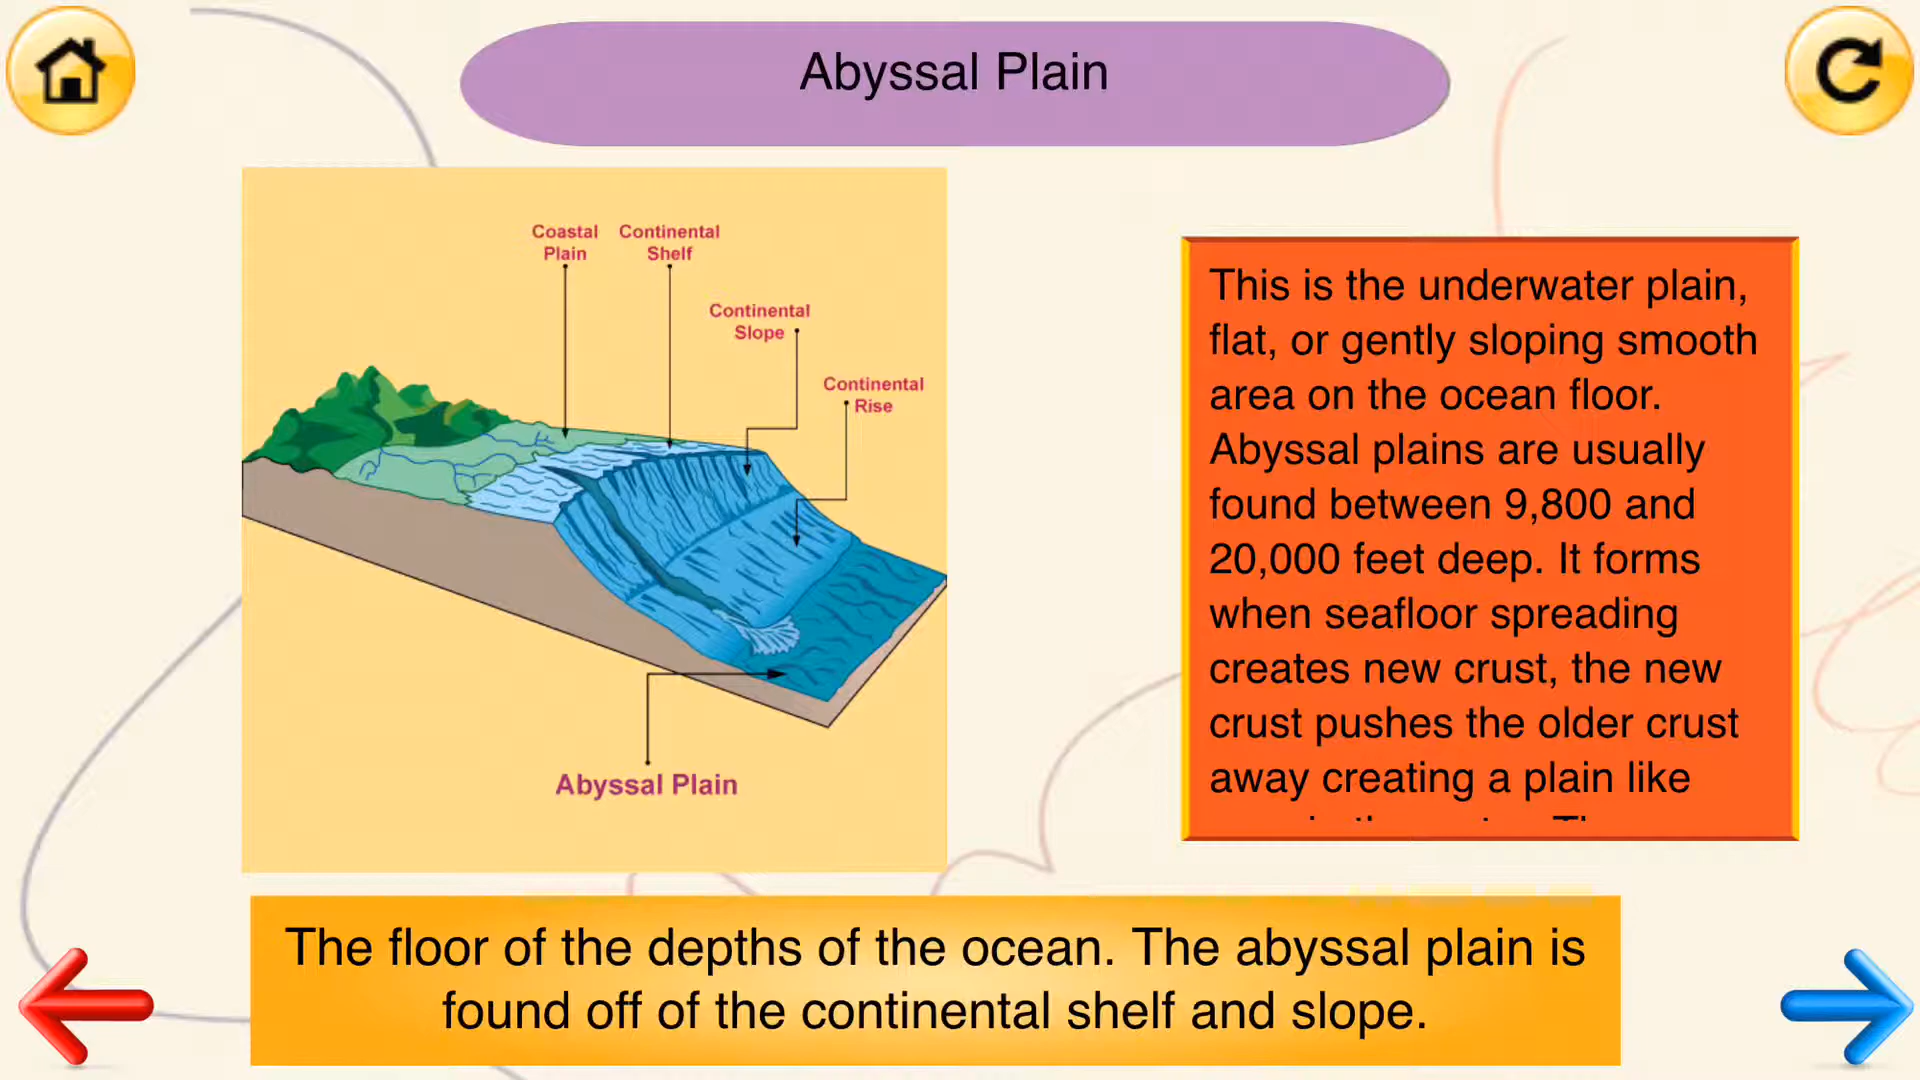 Abyssal Plain
Coastal
Plain
Continental
Shelf
Continental
Slope
Continental
Rise
Abyssal Plain
This is the underwater plain,
flat, or gently sloping smooth
area on the ocean floor.
Abyssal plains are usually
found between 9,800 and
20,000 feet deep. It forms
when seafloor spreading
creates new crust, the new
crust pushes the older crust
away creating a plain like
The floor of the depths of the ocean. The abyssal plain is
found off of the continental shelf and slope.